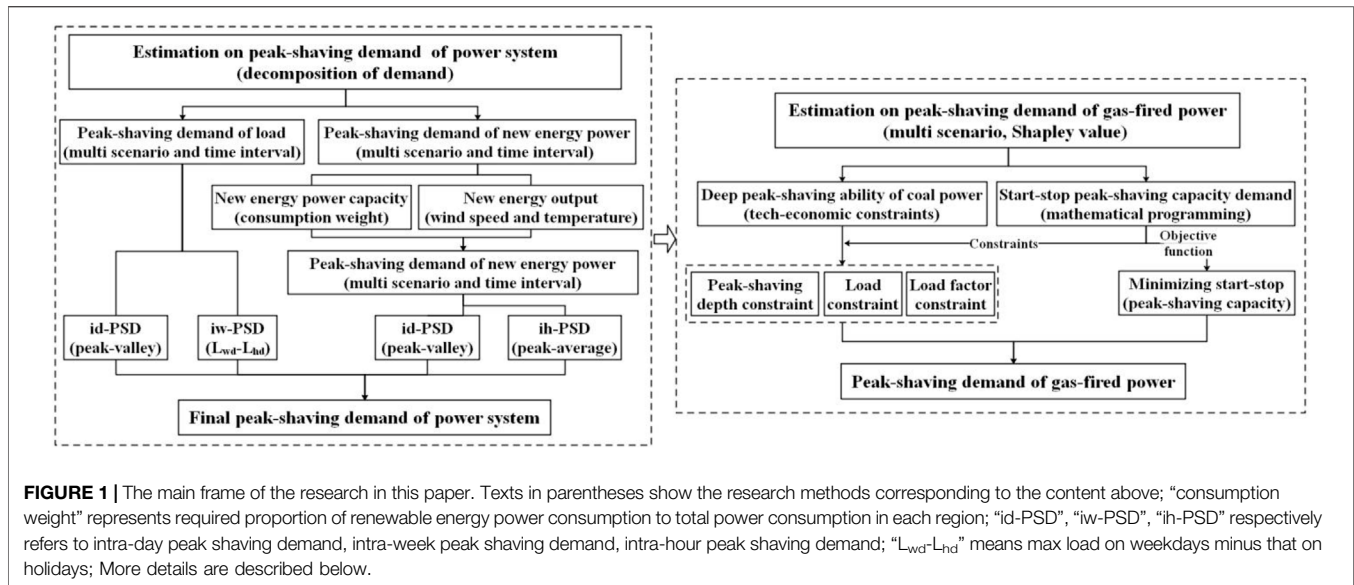 Estimation on peak-shaving demand of power system
(decomposition of demand)
Peak-shaving demand of load
(multi scenario and time interval)
Peak-shaving demand of new energy power
(multi scenario and time interval)
New energy power capacity
(consumption weight)
New energy output
(wind speed and temperature)
Peak-shaving demand of new energy power
(multi scenario and time interval)
id-PSD
(peak-valley)
iw-PSD
(Lwd-Lhd)
id-PSD
(peak-valley)
ih-PSD
(peak-average)
Final peak-shaving demand of power system
Estimation on peak-shaving demand of gas-fired power
(multi scenario, Shapley value)
Deep peak-shaving ability of coal power
(tech-economic constraints)
Start-stop peak-shaving capacity demand
(mathematical programming)
Constraints
Objective
function
Peak-shaving
depth constraint
Load
constraint
Load factor
constraint
Minimizing start-stop
(peak-shaving capacity)
Peak-shaving demand of gas-fired power
FIGURE 1 | The main frame of the research in this paper. Texts in parentheses show the research methods corresponding to the content above; “consumption
weight” represents required proportion of renewable energy power consumption to total power consumption in each region; “id-PSD”, “iw-PSD”, “ih-PSD” respectively
refers to intra-day peak shaving demand, intra-week peak shaving demand, intra-hour peak shaving demand; “Lwd-Lhd” means max load on weekdays minus that on
holidays; More details are described below.